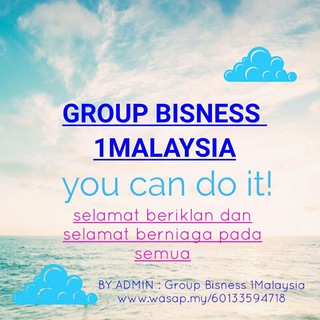 GROUP BISNESS
1MALAYSIA
you can do it!
selamat beriklan dan
selamat berniaga pada
semua
BY ADMIN : Group Bisness 1Malaysia
www.wasap.my/60133594718